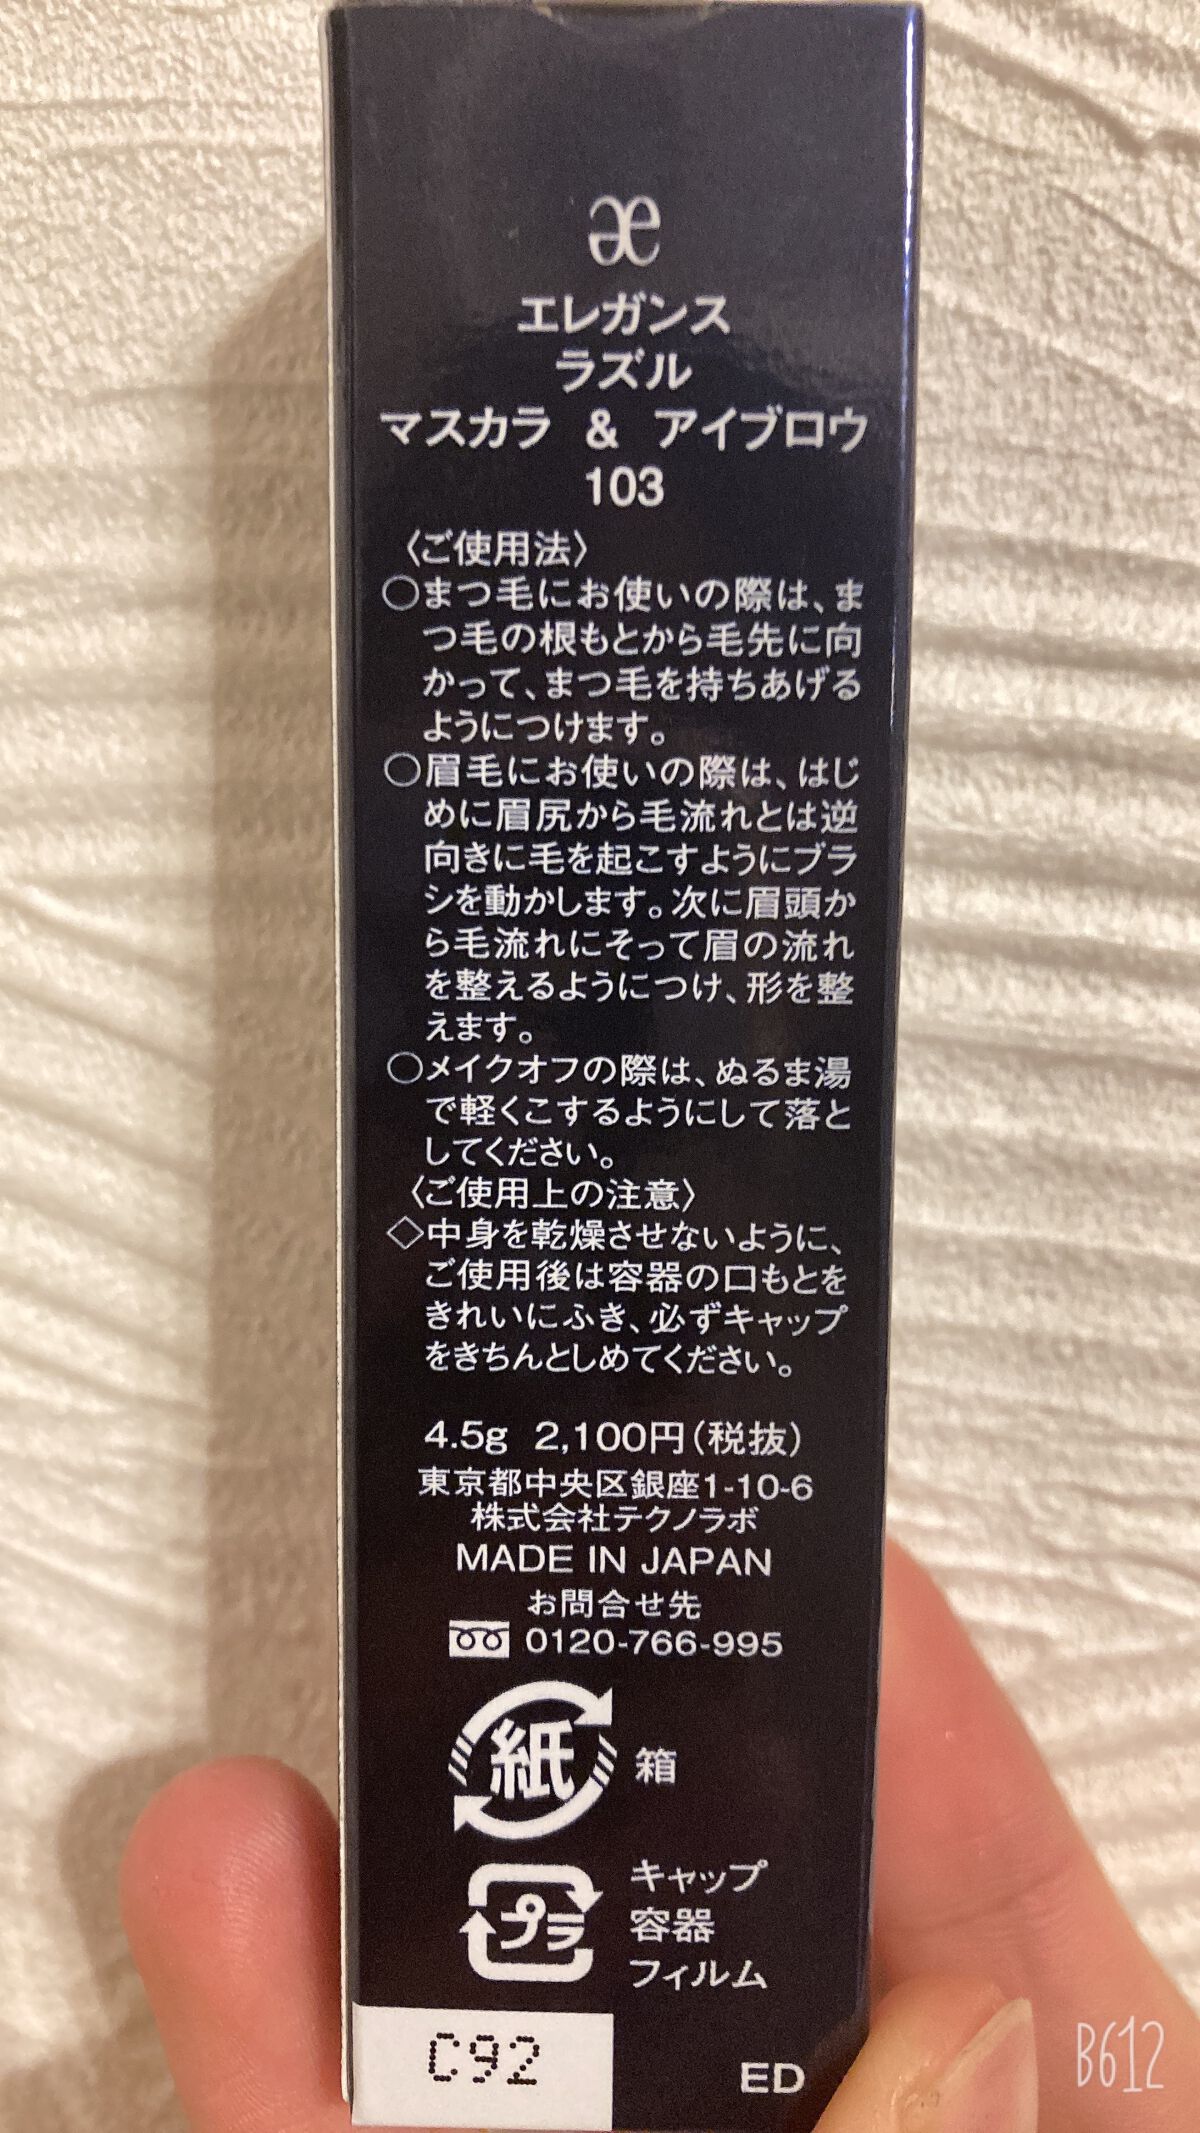 æ
エレガンス
ラズル
マスカラ & アイブロウ
103
〈ご使用法〉
○まつ毛にお使いの際は、ま
つ毛の根もとから毛先に向
かって、まつ毛を持ちあげる
ようにつけます。
○眉毛にお使いの際は、はじ
めに眉尻から毛流れとは逆
向きに毛を起こすようにブラ
シを動かします。次に眉頭か
ら毛流れにそって眉の流れ
を整えるようにつけ、形を整
えます。
○メイクオフの際は、ぬるま湯
で軽くこするようにして落と
してください。
〈ご使用上の注意〉
◇中身を乾燥させないように、
ご使用後は容器の口もとを
きれいにふき、必ずキャップ
をきちんとしめてください。
4.5g 2,100円(税抜)
東京都中央区銀座1-10-6
株式会社テクノラボ
MADE IN JAPAN
お問合せ先
0120-766-995
紙 箱
プラ キャップ
容器
フィルム
C92 ED
B612